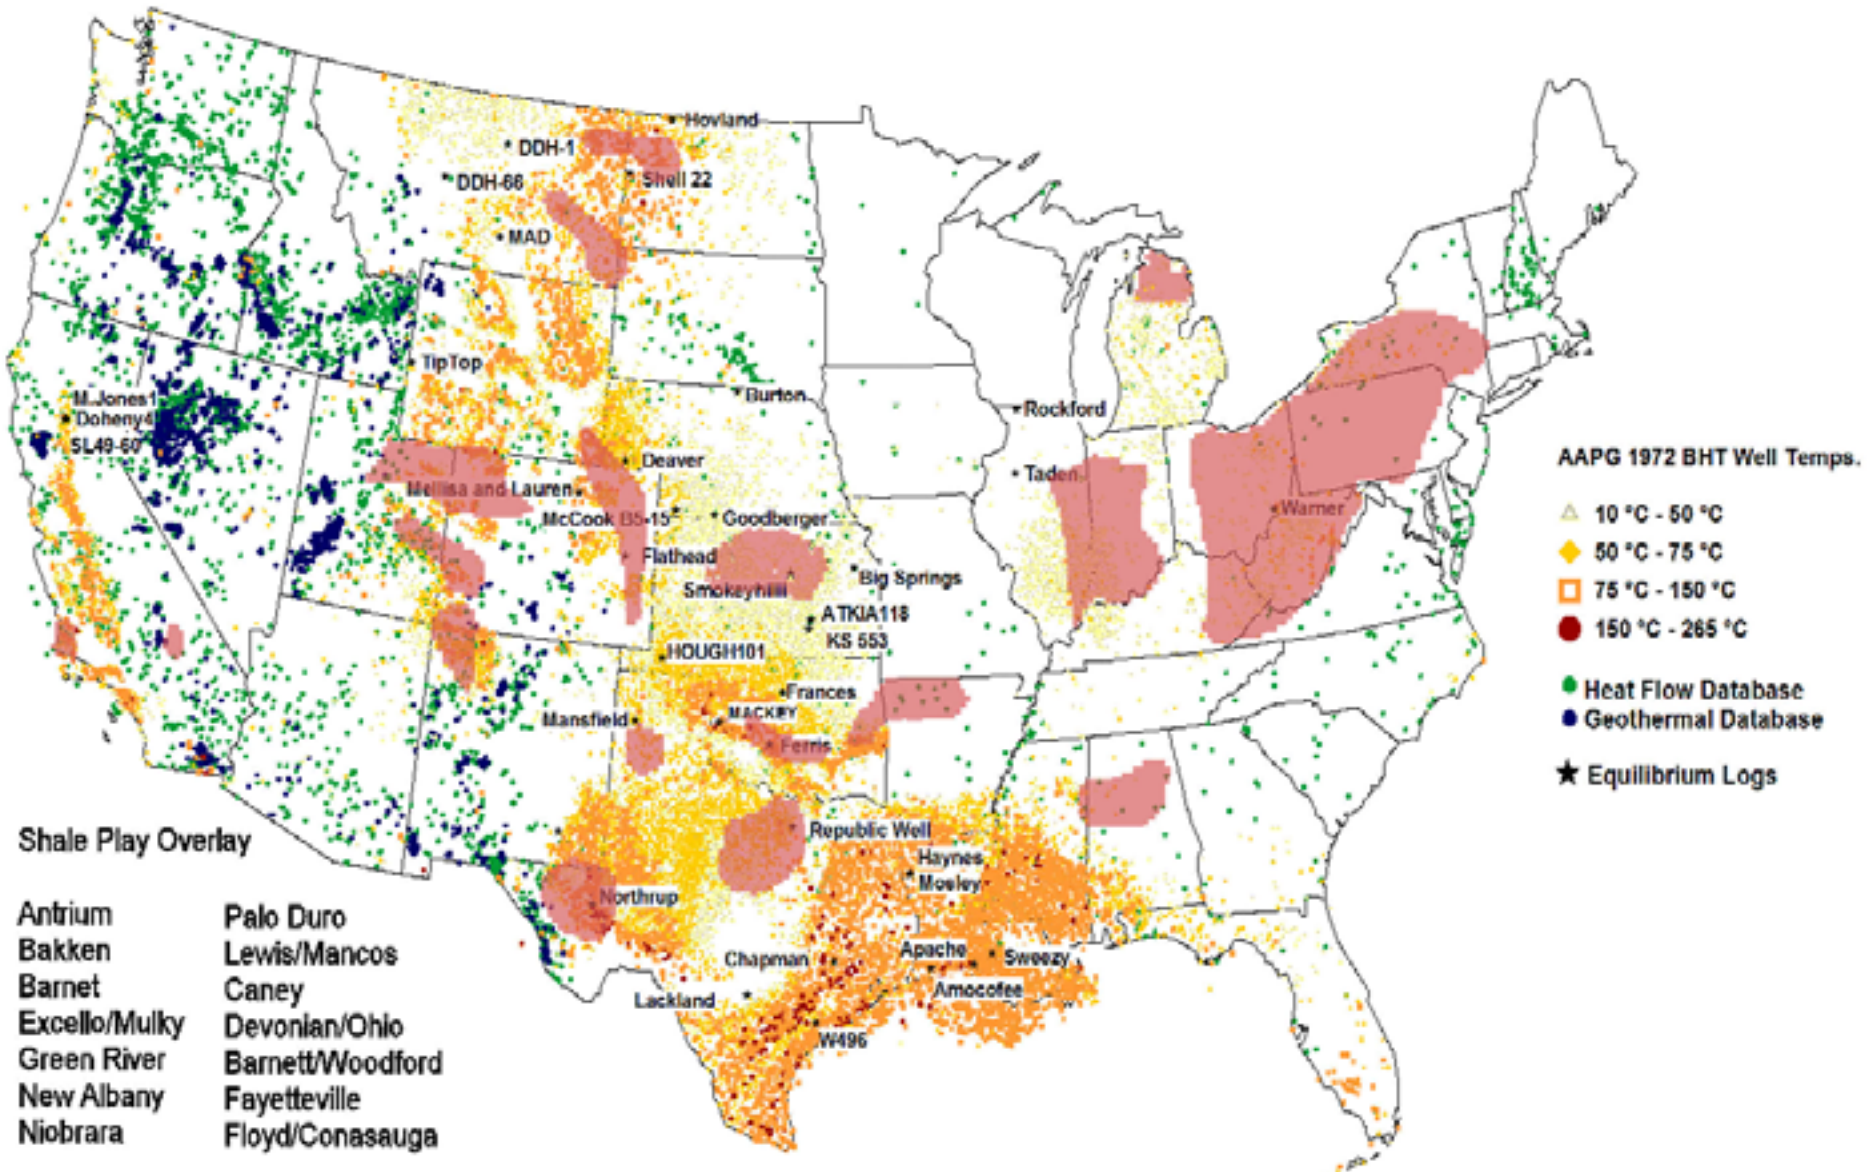 Hovland
DDH-1
DDH-66
Shell 22
MAD
TipTop
M.Jones1
Doheny4
SL49-60
Burton
Rockford
Deaver
Taden
Mellisa and Lauren
McCook B5-15
Goodberger
Warner
Flathead
Smokeyhill
Big Springs
ATKIA118
KS 553
HOUGH101
Frances
Mansfield
MACKEY
Ferris
Republic Well
Haynes
Mosley
Northrup
Chapman
Apache
Sweezy
Lackland
Amocofee
W496
AAPG 1972 BHT Well Temps.
10 °C - 50 °C
50 °C - 75 °C
75 °C - 150 °C
150 °C - 265 °C
Heat Flow Database
Geothermal Database
Equilibrium Logs
Shale Play Overlay
Antrium
Bakken
Barnet
Excello/Mulky
Green River
New Albany
Niobrara
Palo Duro
Lewis/Mancos
Caney
Devonian/Ohio
Barnett/Woodford
Fayetteville
Floyd/Conasauga